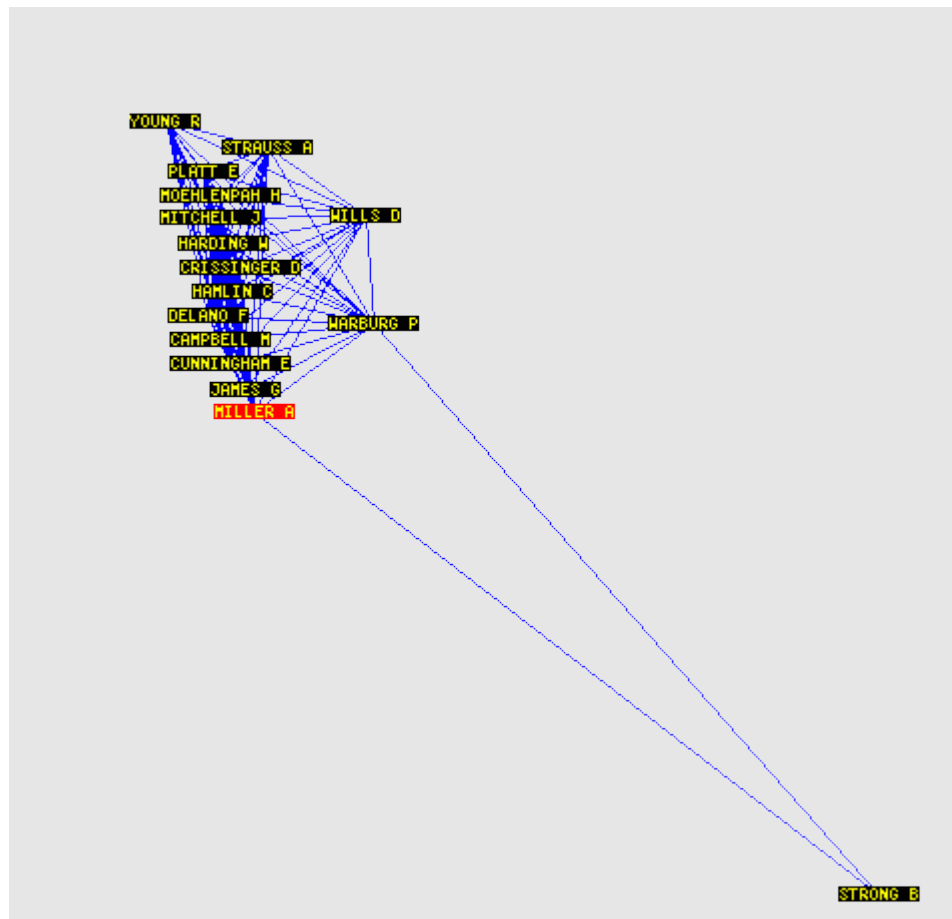 YOUNG R
STRAUSS A
PLATT E
MOEHLENPAH H
MITCHELL J
WILLS D
HARDING W
CRISSINGER D
HAMLIN C
DELANO F
WARBURG P
CAMPBELL M
CUNNINGHAM E
JAMES G
MILLER A
STRONG B